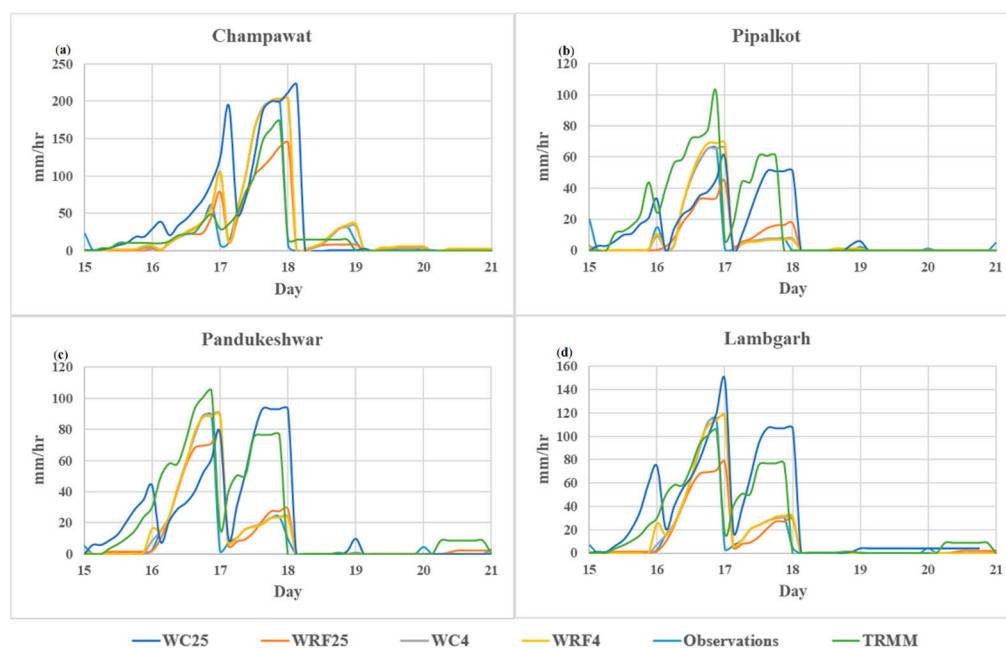 Champawat
(a)
250
200
150
100
50
0
mm/hr
15 16 17 18 19 20 21
Day
Pipalkot
(b)
120
100
80
60
40
20
0
mm/hr
15 16 17 18 19 20 21
Day
Pandukeshwar
(c)
120
100
80
60
40
20
0
mm/hr
15 16 17 18 19 20 21
Day
Lambgarh
(d)
160
140
120
100
80
60
40
20
0
mm/hr
15 16 17 18 19 20 21
Day
WC25 WRF25 WC4 WRF4 Observations TRMM